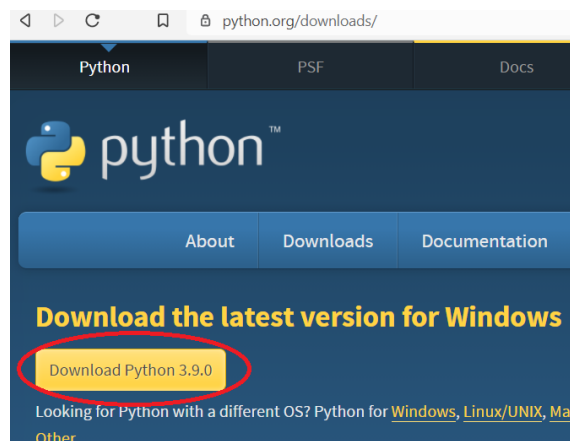 python.org/downloads/
Python PSF Docs
python™
About Downloads Documentation
Download the latest version for Windows
Download Python 3.9.0
Looking for Python with a different OS? Python for Windows, Linux/UNIX, Ma
Other